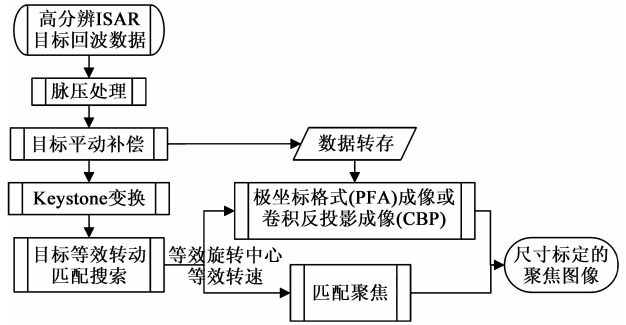 高分辨ISAR
目标回波数据
脉压处理
目标平动补偿
数据转存
Keystone变换
极坐标格式(PFA)成像或
卷积反投影成像(CBP)
目标等效转动
匹配搜索
等效旋转中心
等效转速
匹配聚焦
尺寸标定的
聚焦图像